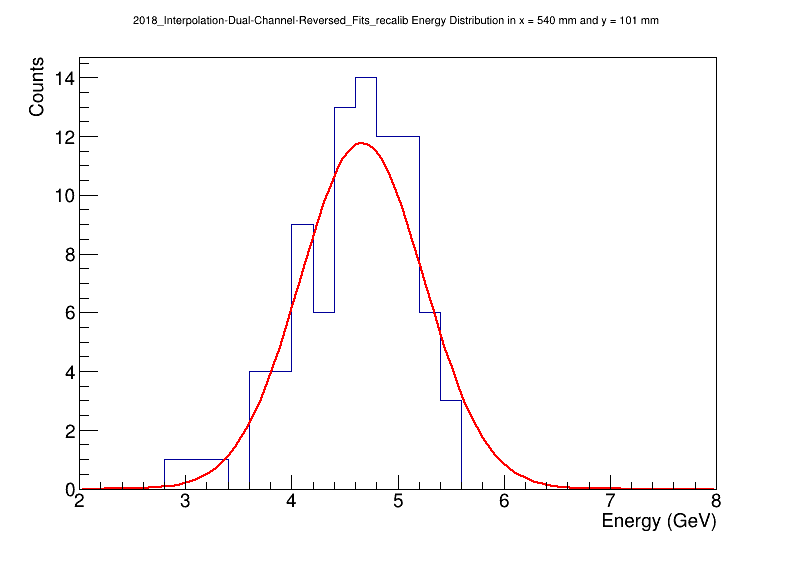 2018_Interpolation-Dual-Channel-Reversed_Fits_recalib Energy Distribution in x = 540 mm and y = 101 mm
Counts
14
12
10
8
6
4
2
0
2 3 4 5 6 7 8
Energy (GeV)